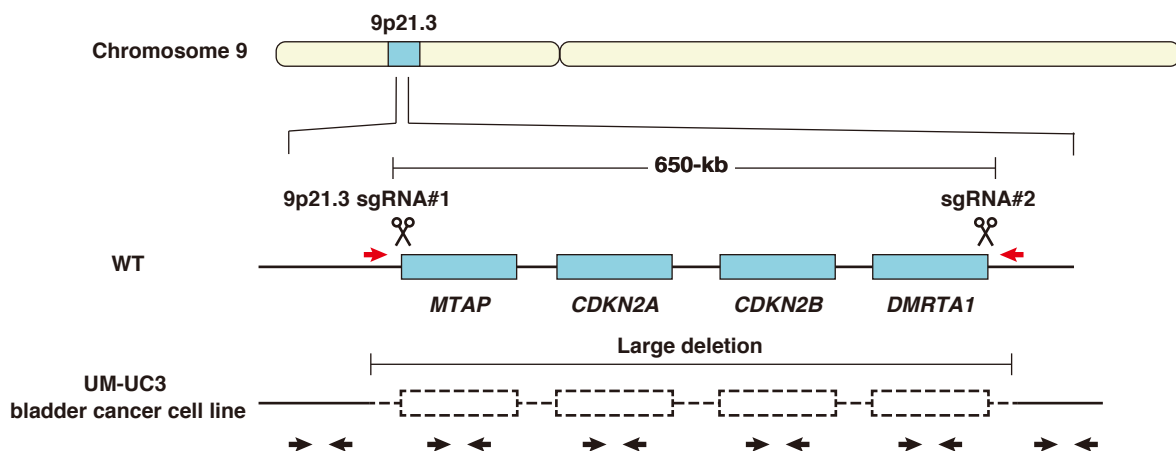 9p21.3
Chromosome 9
650-kb
9p21.3 sgRNA#1
sgRNA#2
WT
MTAP
CDKN2A
CDKN2B
DMRTA1
Large deletion
UM-UC3
bladder cancer cell line